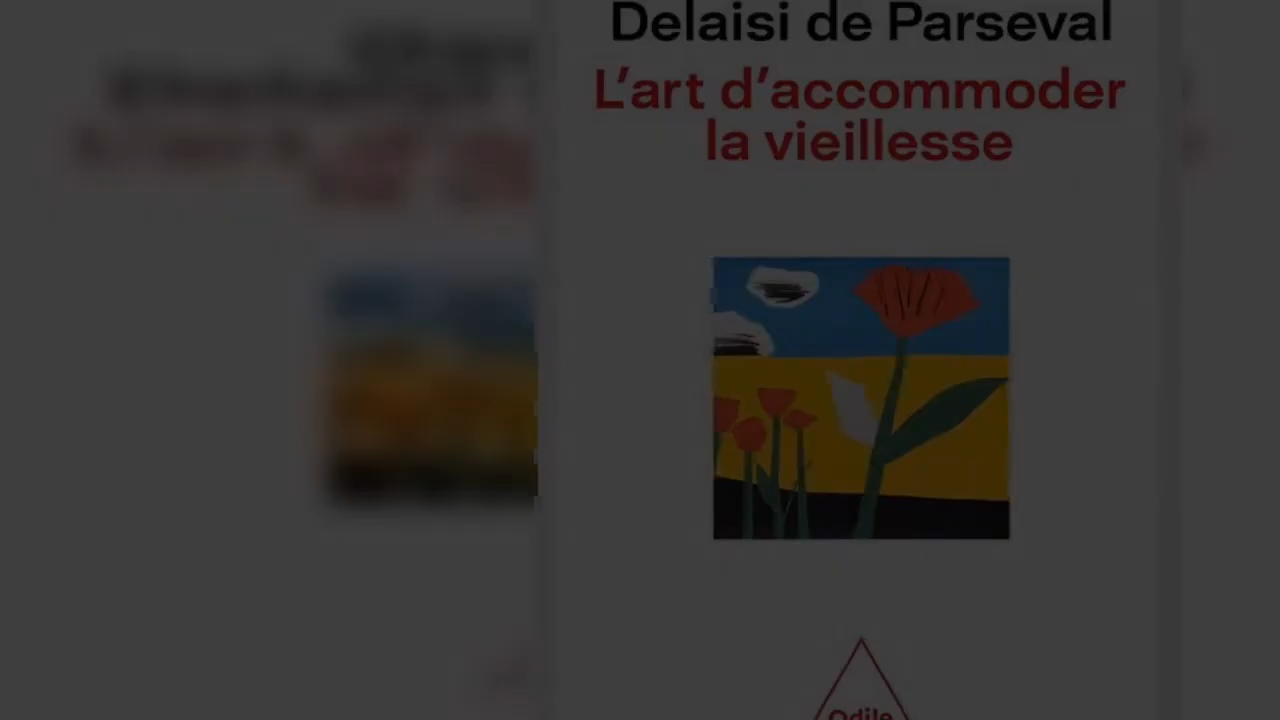 Delaisi de Parseval
L'art d'accommoder
la vieillesse
Odile